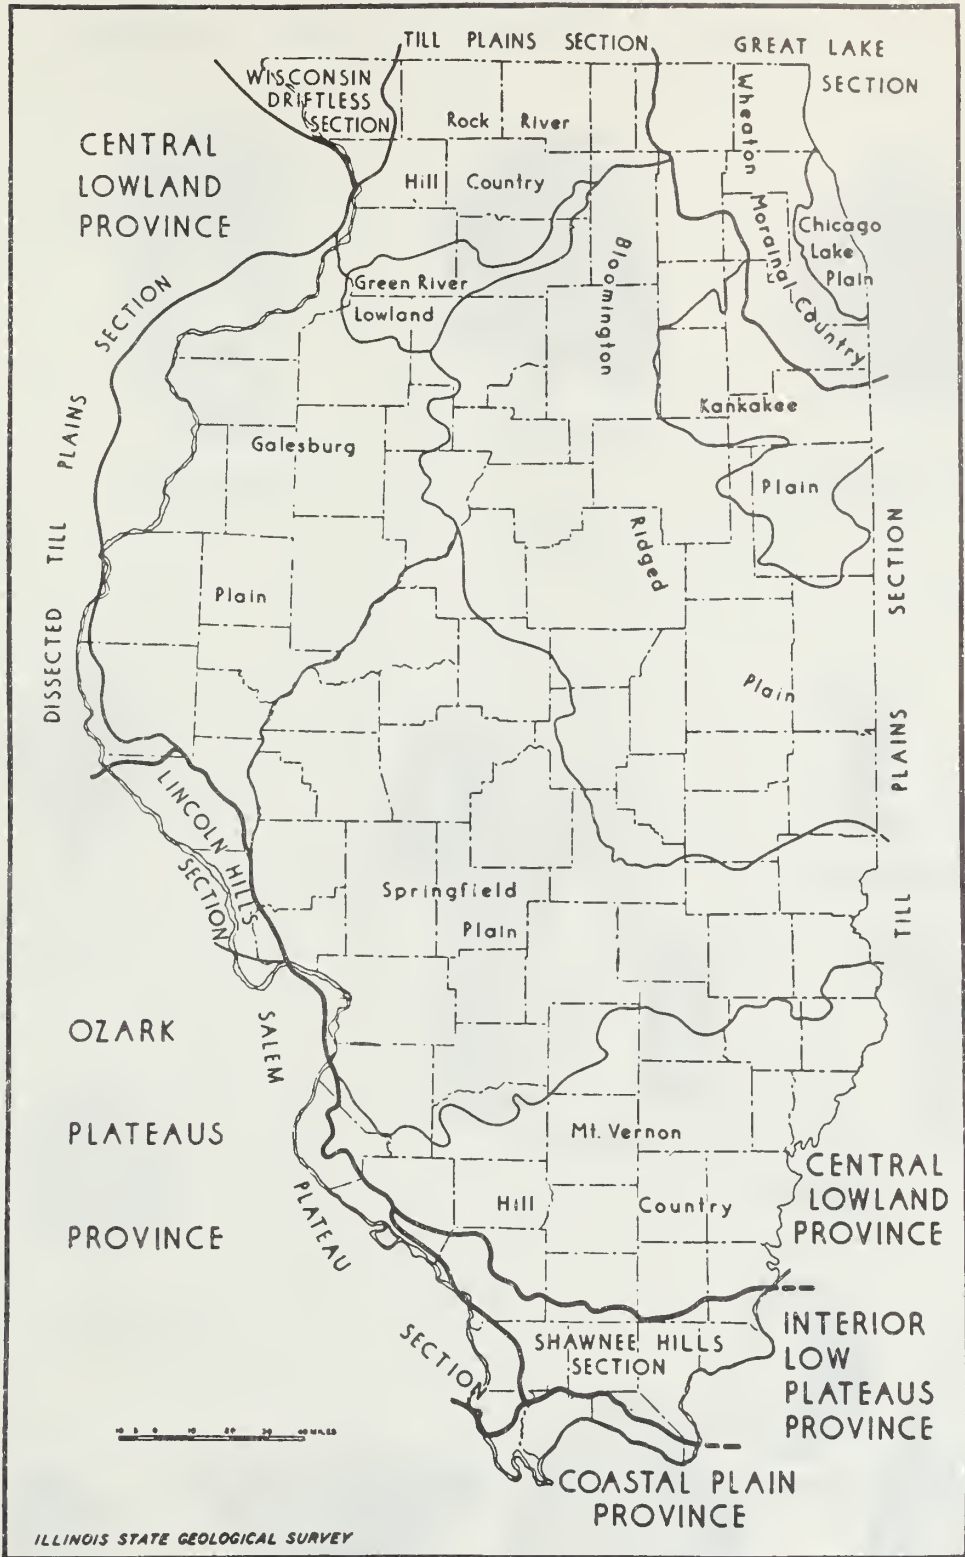 TILL PLAINS SECTION
GREAT LAKE
SECTION
WISCONSIN
DRIFTLESS
SECTION
CENTRAL
LOWLAND
PROVINCE
Rock River
Hill Country
Wheaton
Morainal Country
Chicago
Lake
Plain
Green River
Lowland
Bloomington
Ridged
Plain
Kankakee
Plain
Galesburg
Plain
DISSECTED TILL PLAINS SECTION
TILL PLAINS SECTION
LINCOLN HILLS
SECTION
Springfield
Plain
OZARK
PLATEAUS
PROVINCE
SALEM
PLATEAU
SECTION
Mt. Vernon
Hill Country
CENTRAL
LOWLAND
PROVINCE
SHAWNEE HILLS
SECTION
INTERIOR
LOW
PLATEAUS
PROVINCE
COASTAL PLAIN
PROVINCE
ILLINOIS STATE GEOLOGICAL SURVEY